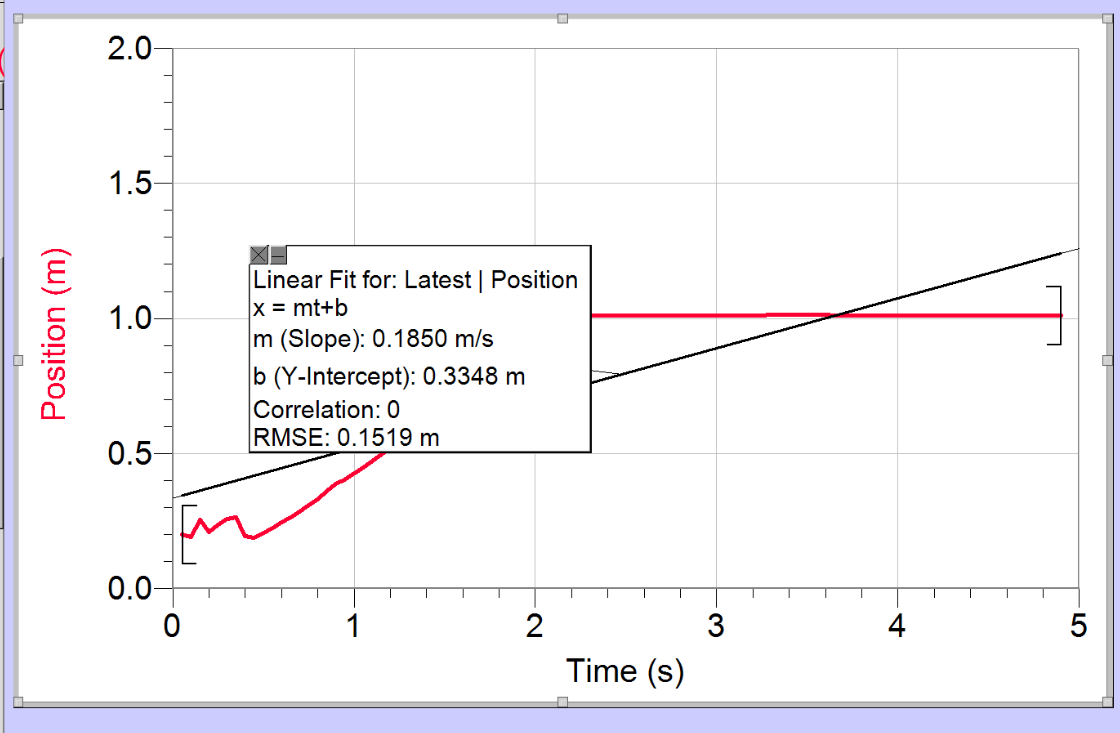 2.0
1.5
1.0
0.5
0.0
Position (m)
Linear Fit for: Latest | Position
x = mt+b
m (Slope): 0.1850 m/s
b (Y-Intercept): 0.3348 m
Correlation: 0
RMSE: 0.1519 m
0 1 2 3 4 5
Time (s)